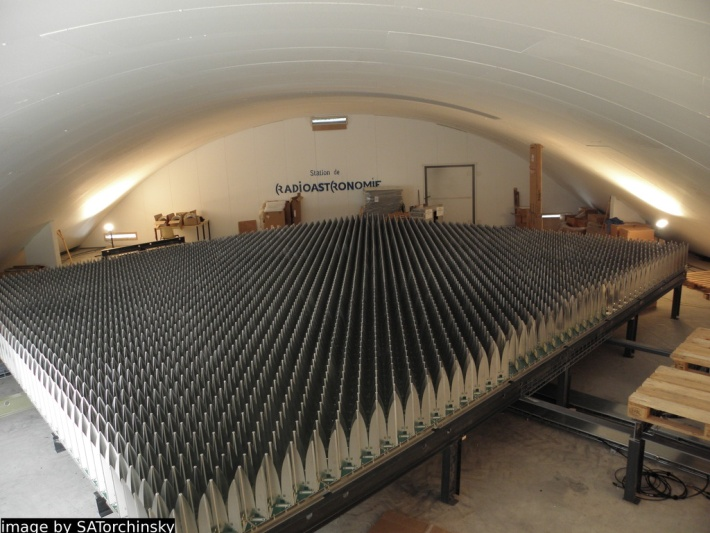 Station de
RADIOASTRONOMIE
image by SATorchinsky